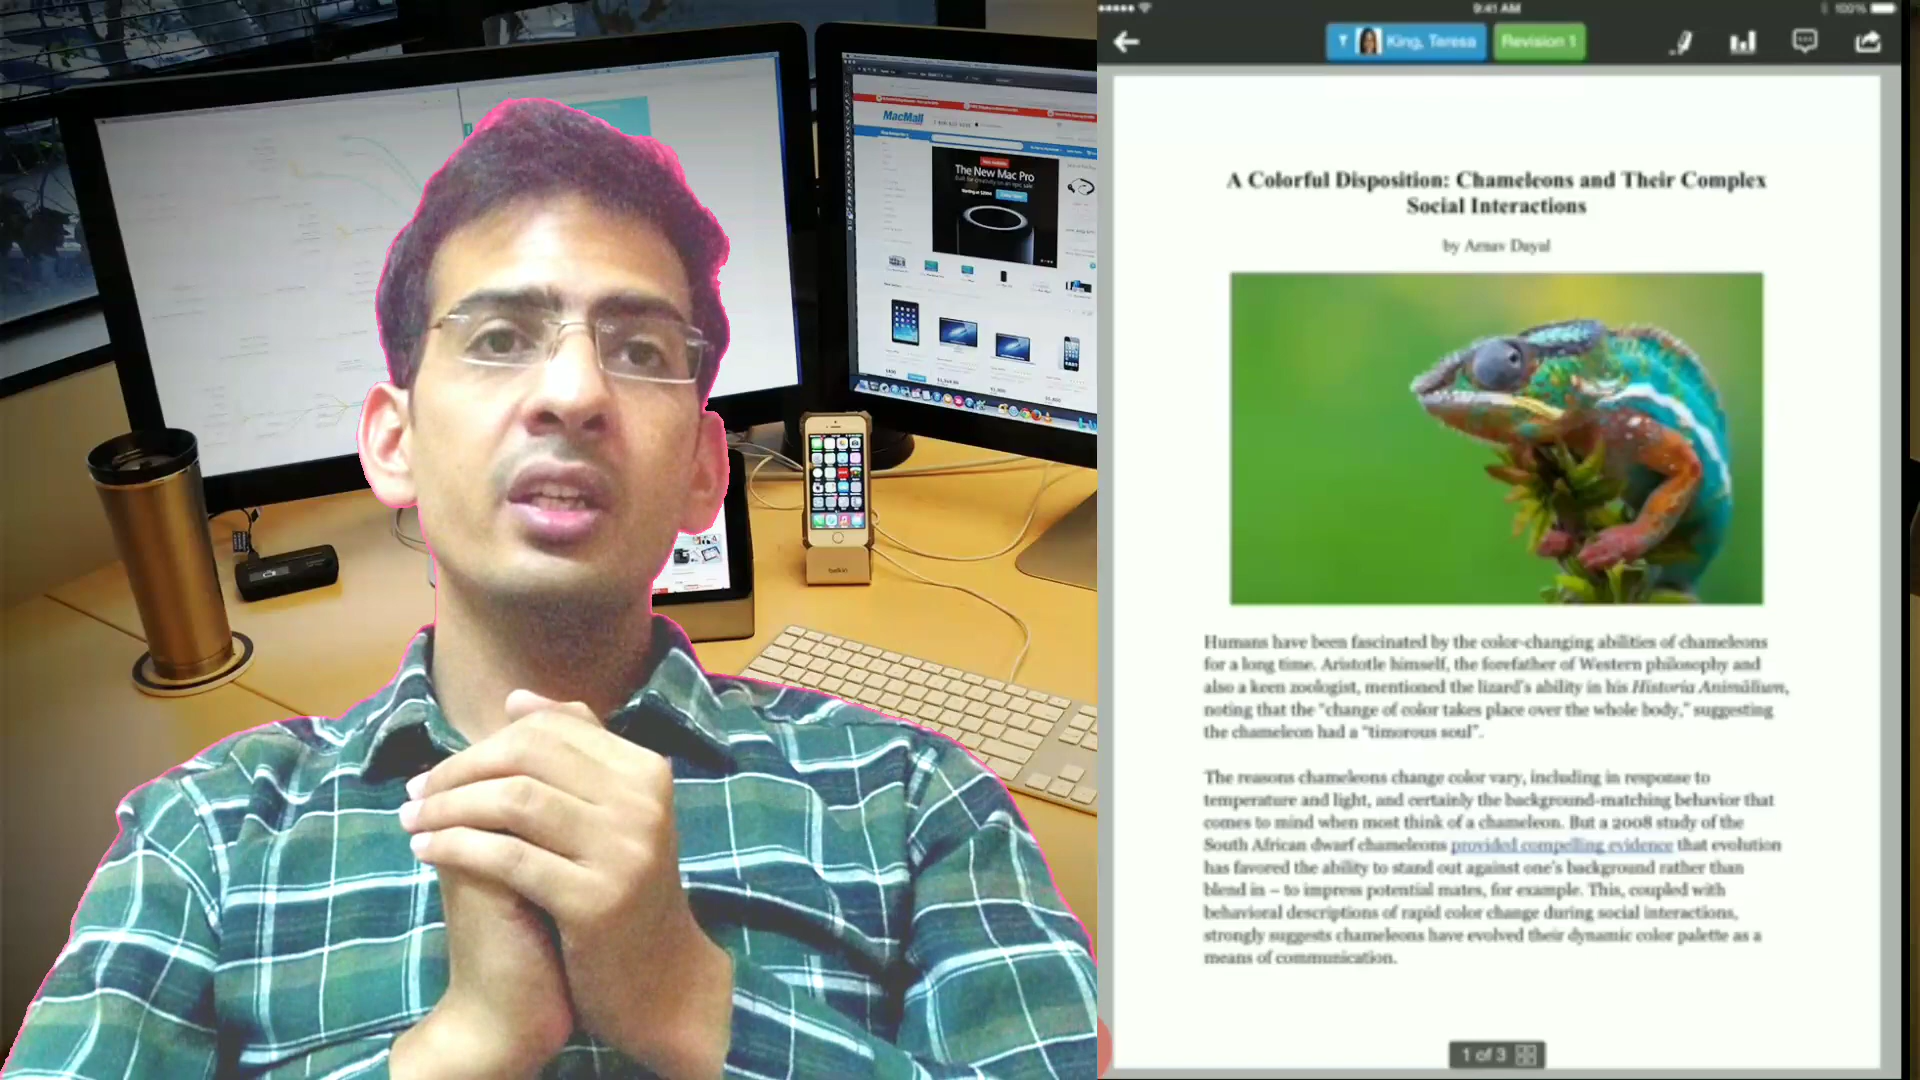 MacMall
The New Mac Pro
belkin
9:41 AM
100%
King, Teresa
Revision 1
A Colorful Disposition: Chameleons and Their Complex
Social Interactions
by Arnav Dayal
Humans have been fascinated by the color-changing abilities of chameleons
for a long time. Aristotle himself, the forefather of Western philosophy and
also a keen zoologist, mentioned the lizard's ability in his Historia Animālium,
noting that the "change of color takes place over the whole body," suggesting
the chameleon had a "timorous soul".
The reasons chameleons change color vary, including in response to
temperature and light, and certainly the background-matching behavior that
comes to mind when most think of a chameleon. But a 2008 study of the
South African dwarf chameleons provided compelling evidence that evolution
has favored the ability to stand out against one's background rather than
blend in – to impress potential mates, for example. This, coupled with
behavioral descriptions of rapid color change during social interactions,
strongly suggests chameleons have evolved their dynamic color palette as a
means of communication.
1 of 3